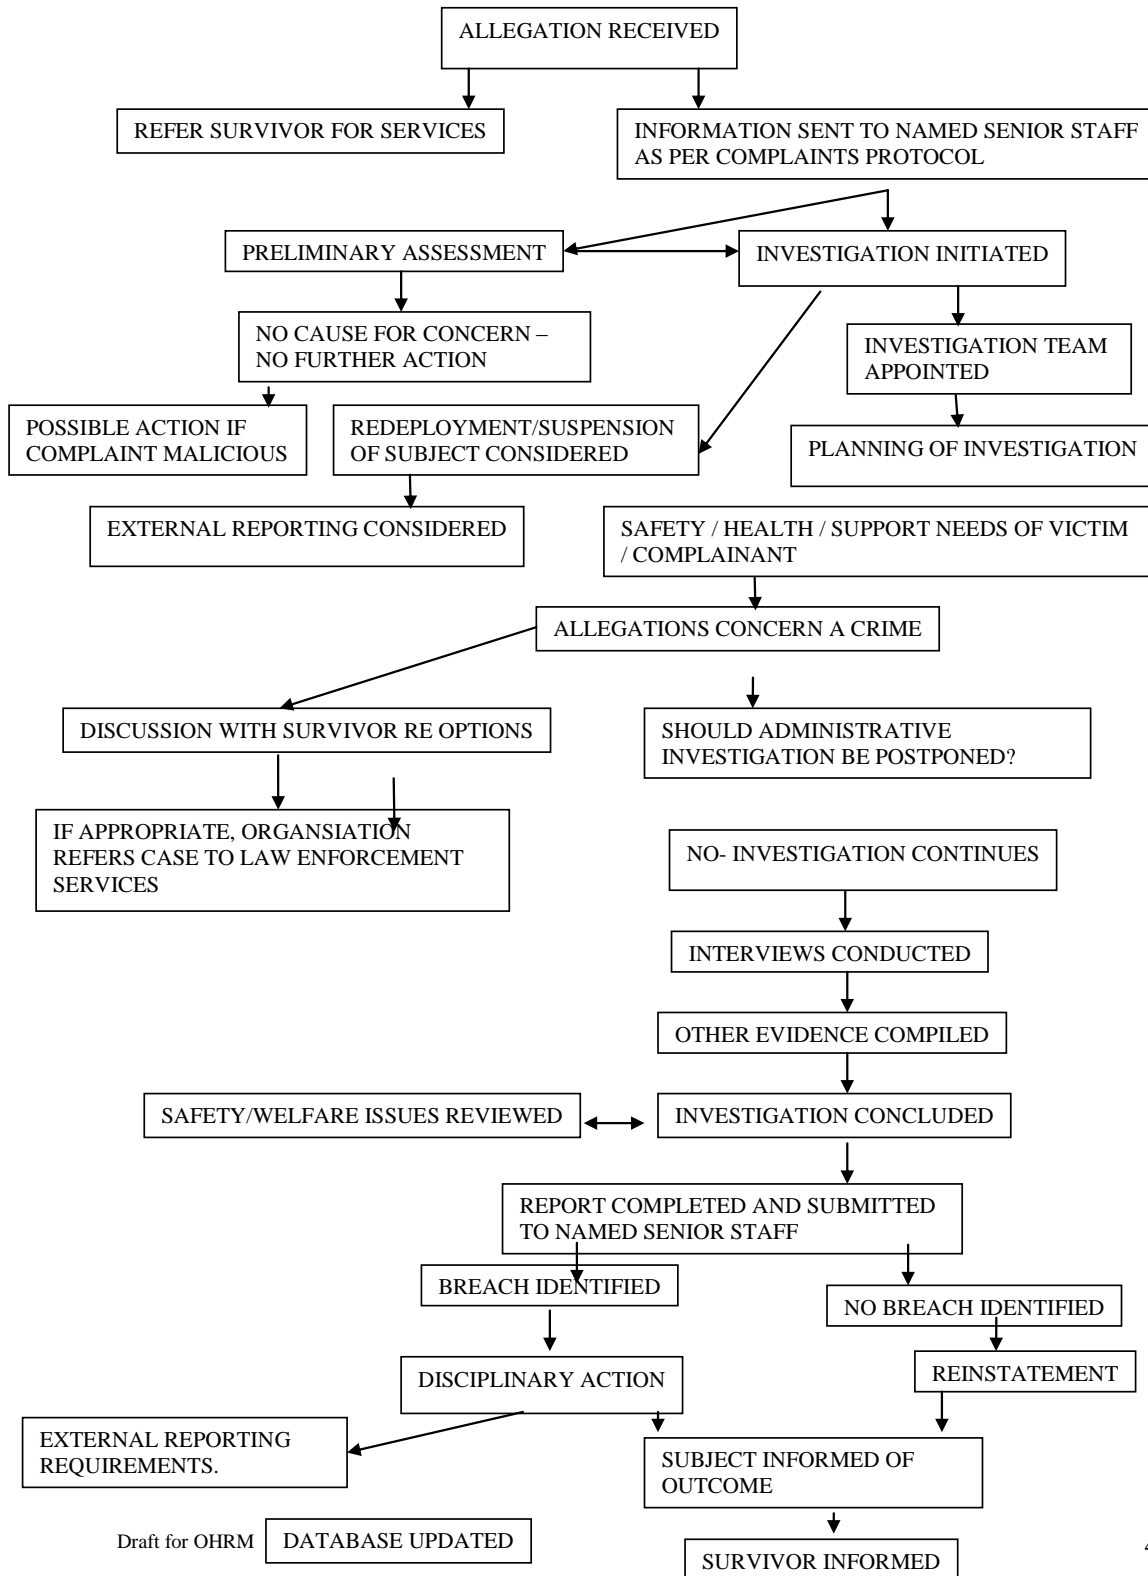 ALLEGATION RECEIVED
REFER SURVIVOR FOR SERVICES
INFORMATION SENT TO NAMED SENIOR STAFF
AS PER COMPLAINTS PROTOCOL
PRELIMINARY ASSESSMENT
INVESTIGATION INITIATED
NO CAUSE FOR CONCERN –
NO FURTHER ACTION
INVESTIGATION TEAM
APPOINTED
POSSIBLE ACTION IF
COMPLAINT MALICIOUS
REDEPLOYMENT/SUSPENSION
OF SUBJECT CONSIDERED
PLANNING OF INVESTIGATION
EXTERNAL REPORTING CONSIDERED
SAFETY / HEALTH / SUPPORT NEEDS OF VICTIM
/ COMPLAINANT
ALLEGATIONS CONCERN A CRIME
DISCUSSION WITH SURVIVOR RE OPTIONS
SHOULD ADMINISTRATIVE
INVESTIGATION BE POSTPONED?
IF APPROPRIATE, ORGANSIATION
REFERS CASE TO LAW ENFORCEMENT
SERVICES
NO- INVESTIGATION CONTINUES
INTERVIEWS CONDUCTED
OTHER EVIDENCE COMPILED
SAFETY/WELFARE ISSUES REVIEWED
INVESTIGATION CONCLUDED
REPORT COMPLETED AND SUBMITTED
TO NAMED SENIOR STAFF
BREACH IDENTIFIED
NO BREACH IDENTIFIED
REINSTATEMENT
DISCIPLINARY ACTION
EXTERNAL REPORTING
REQUIREMENTS.
SUBJECT INFORMED OF
OUTCOME
Draft for OHRM
DATABASE UPDATED
SURVIVOR INFORMED